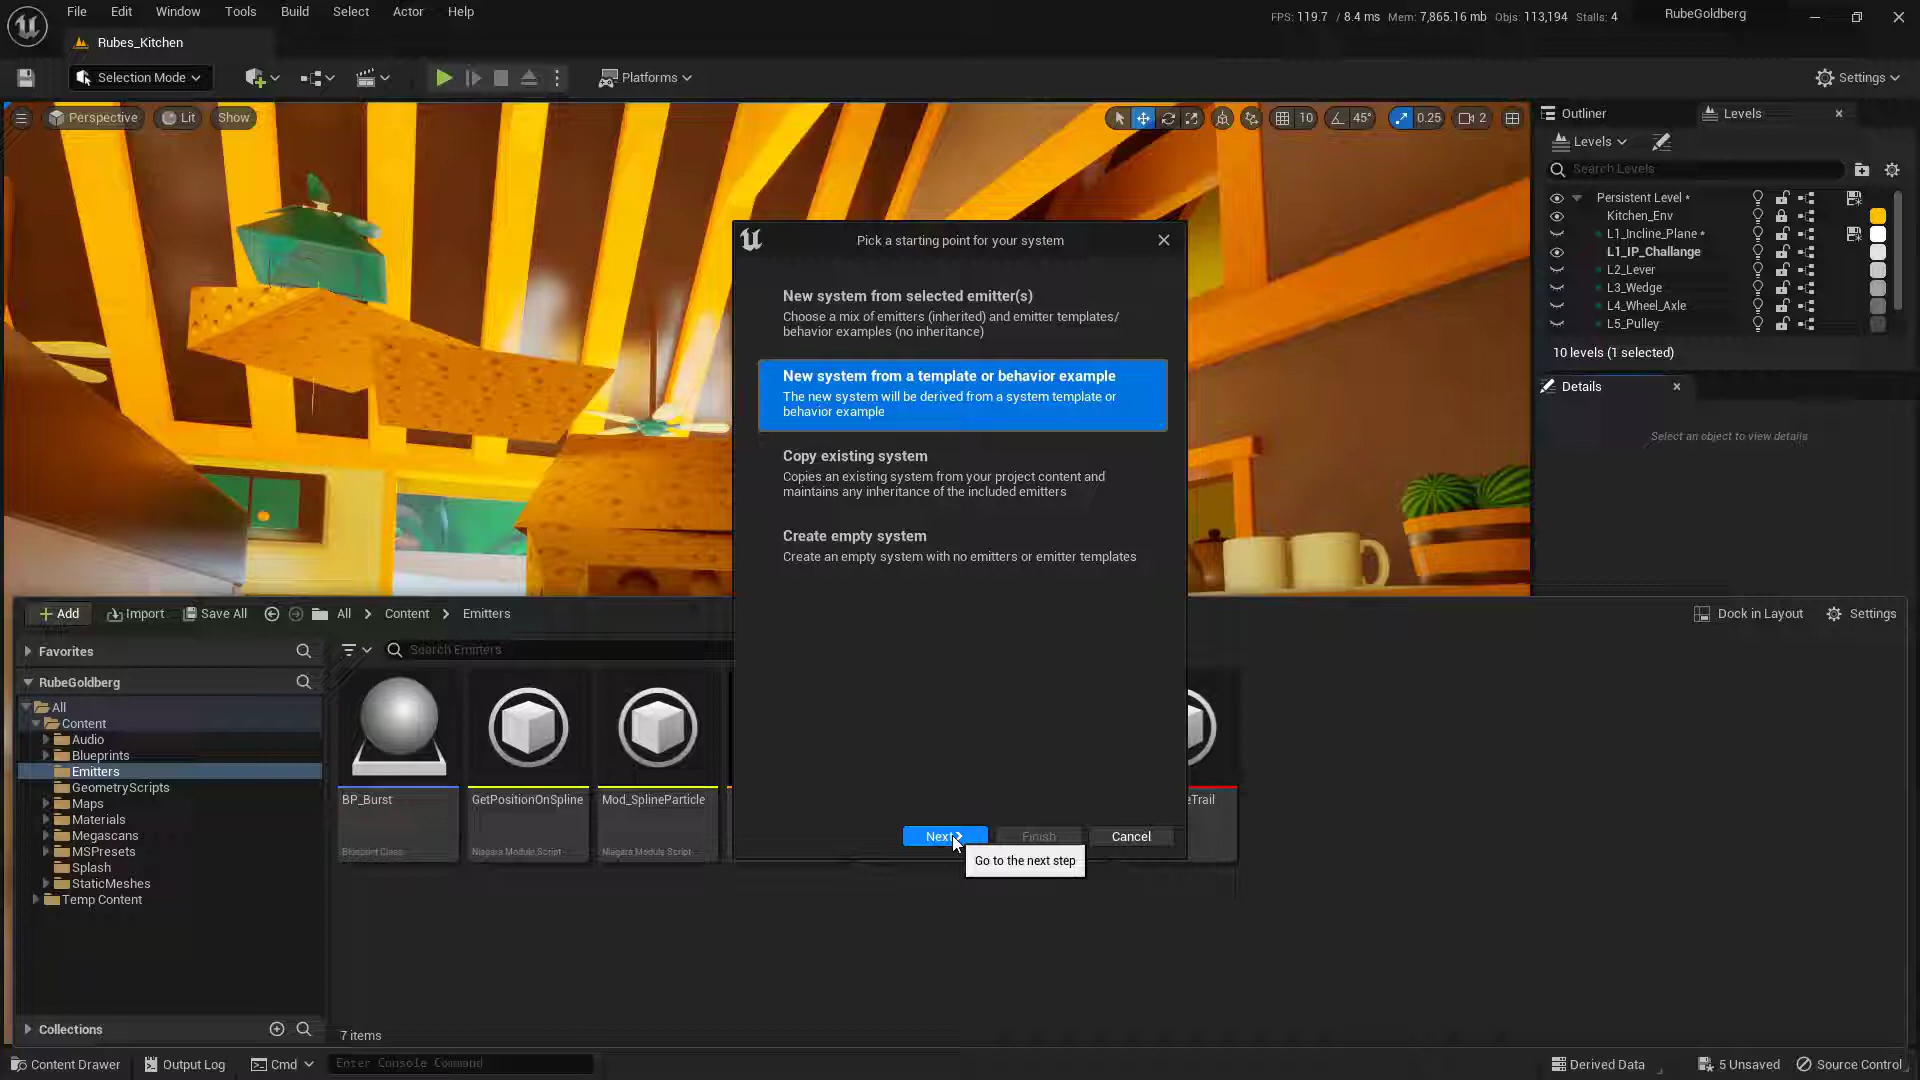 File Edit Window Tools Build Select Actor Help
FPS: 119.7 / 8.4 ms Mem: 7,865.16 mb Objs: 113,194 Stalls: 4
RubeGoldberg
Rubes_Kitchen
Selection Mode
Platforms
Settings
Perspective
Lit
Show
10
45°
0.25
2
Outliner
Levels
Levels
Search Levels
Persistent Level *
Kitchen_Env
L1_Incline_Plane *
L1_IP_Challange
L2_Lever
L3_Wedge
L4_Wheel_Axle
L5_Pulley
10 levels (1 selected)
Details
Select an object to view details
Pick a starting point for your system
New system from selected emitter(s)
Choose a mix of emitters (inherited) and emitter templates/
behavior examples (no inheritance)
New system from a template or behavior example
The new system will be derived from a system template or
behavior example
Copy existing system
Copies an existing system from your project content and
maintains any inheritance of the included emitters
Create empty system
Create an empty system with no emitters or emitter templates
Next
Finish
Cancel
Go to the next step
Add
Import
Save All
All
Content
Emitters
Dock in Layout
Settings
Favorites
Search Emitters
RubeGoldberg
All
Content
Audio
Blueprints
Emitters
GeometryScripts
Maps
Materials
Megascans
MSPresets
Splash
StaticMeshes
Temp Content
BP_Burst
Blueprint Class
GetPositionOnSpline
Niagara Module Script
Mod_SplineParticle
Niagara Module Script
eTrail
Collections
7 items
Content Drawer
Output Log
Cmd
Enter Console Command
Derived Data
5 Unsaved
Source Control